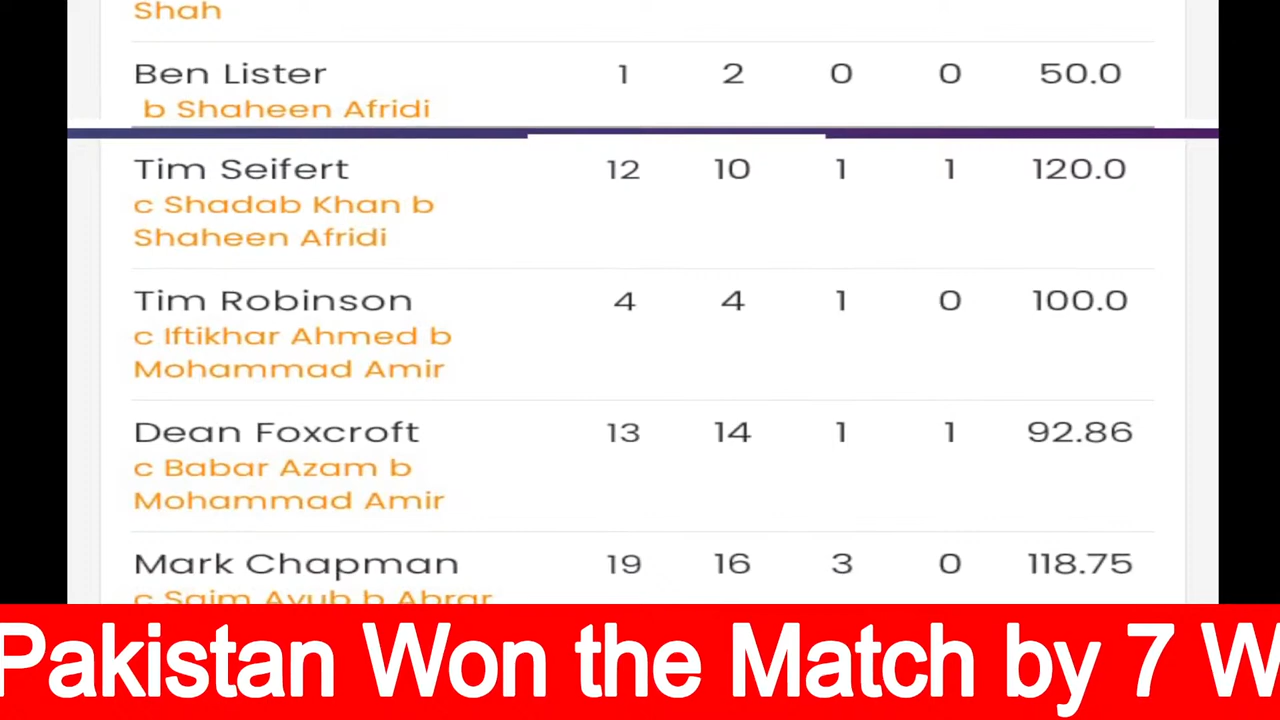 Shah
Ben Lister 1 2 0 0 50.0
b Shaheen Afridi
Tim Seifert 12 10 1 1 120.0
c Shadab Khan b
Shaheen Afridi
Tim Robinson 4 4 1 0 100.0
c Iftikhar Ahmed b
Mohammad Amir
Dean Foxcroft 13 14 1 1 92.86
c Babar Azam b
Mohammad Amir
Mark Chapman 19 16 3 0 118.75
c Saim Ayub b Abrar
Pakistan Won the Match by 7 W